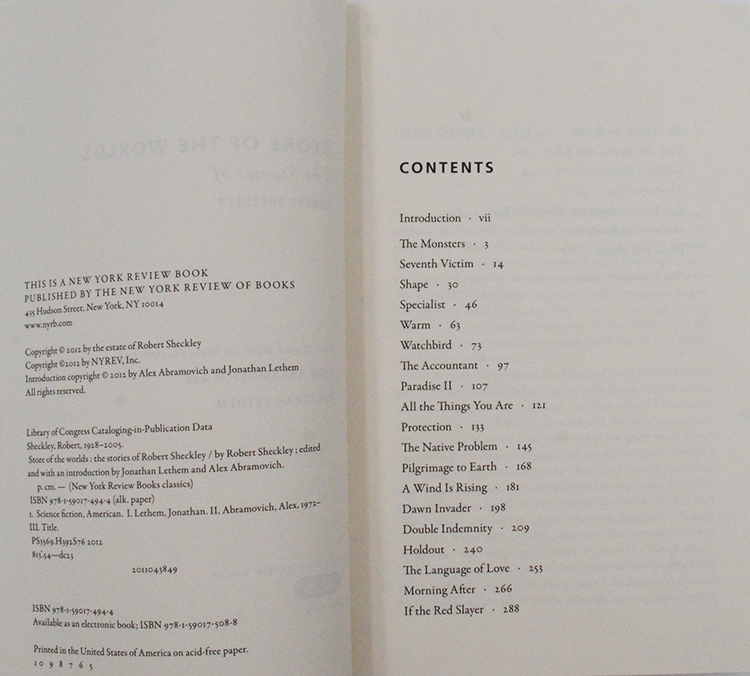 THIS IS A NEW YORK REVIEW BOOK
PUBLISHED BY THE NEW YORK REVIEW OF BOOKS
435 Hudson Street, New York, NY 10014
www.nyrb.com
Copyright © 2012 by the estate of Robert Sheckley
Copyright ©2012 by NYREV, Inc.
Introduction copyright © 2012 by Alex Abramovich and Jonathan Lethem
All rights reserved.
Library of Congress Cataloging-in-Publication Data
Sheckley, Robert, 1928–2005.
Store of the worlds : the stories of Robert Sheckley / by Robert Sheckley ; edited
and with an introduction by Jonathan Lethem and Alex Abramovich.
p. cm. — (New York Review Books classics)
ISBN 978-1-59017-494-4 (alk. paper)
1. Science fiction, American. I. Lethem, Jonathan. II. Abramovich, Alex, 1972–
III. Title.
PS3569.H392S76 2012
813'.54—dc23
2011043849
ISBN 978-1-59017-494-4
Available as an electronic book; ISBN 978-1-59017-508-8
Printed in the United States of America on acid-free paper.
10 9 8 7 6 5
CONTENTS
Introduction · vii
The Monsters · 3
Seventh Victim · 14
Shape · 30
Specialist · 46
Warm · 63
Watchbird · 73
The Accountant · 97
Paradise II · 107
All the Things You Are · 121
Protection · 133
The Native Problem · 145
Pilgrimage to Earth · 168
A Wind Is Rising · 181
Dawn Invader · 198
Double Indemnity · 209
Holdout · 240
The Language of Love · 253
Morning After · 266
If the Red Slayer · 288